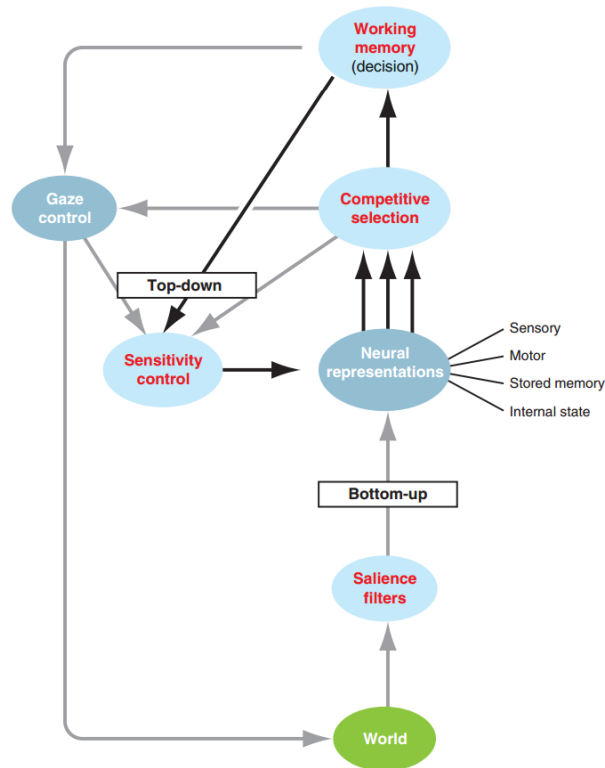 Working
memory
(decision)
Gaze
control
Competitive
selection
Top-down
Sensitivity
control
Neural
representations
Sensory
Motor
Stored memory
Internal state
Bottom-up
Salience
filters
World